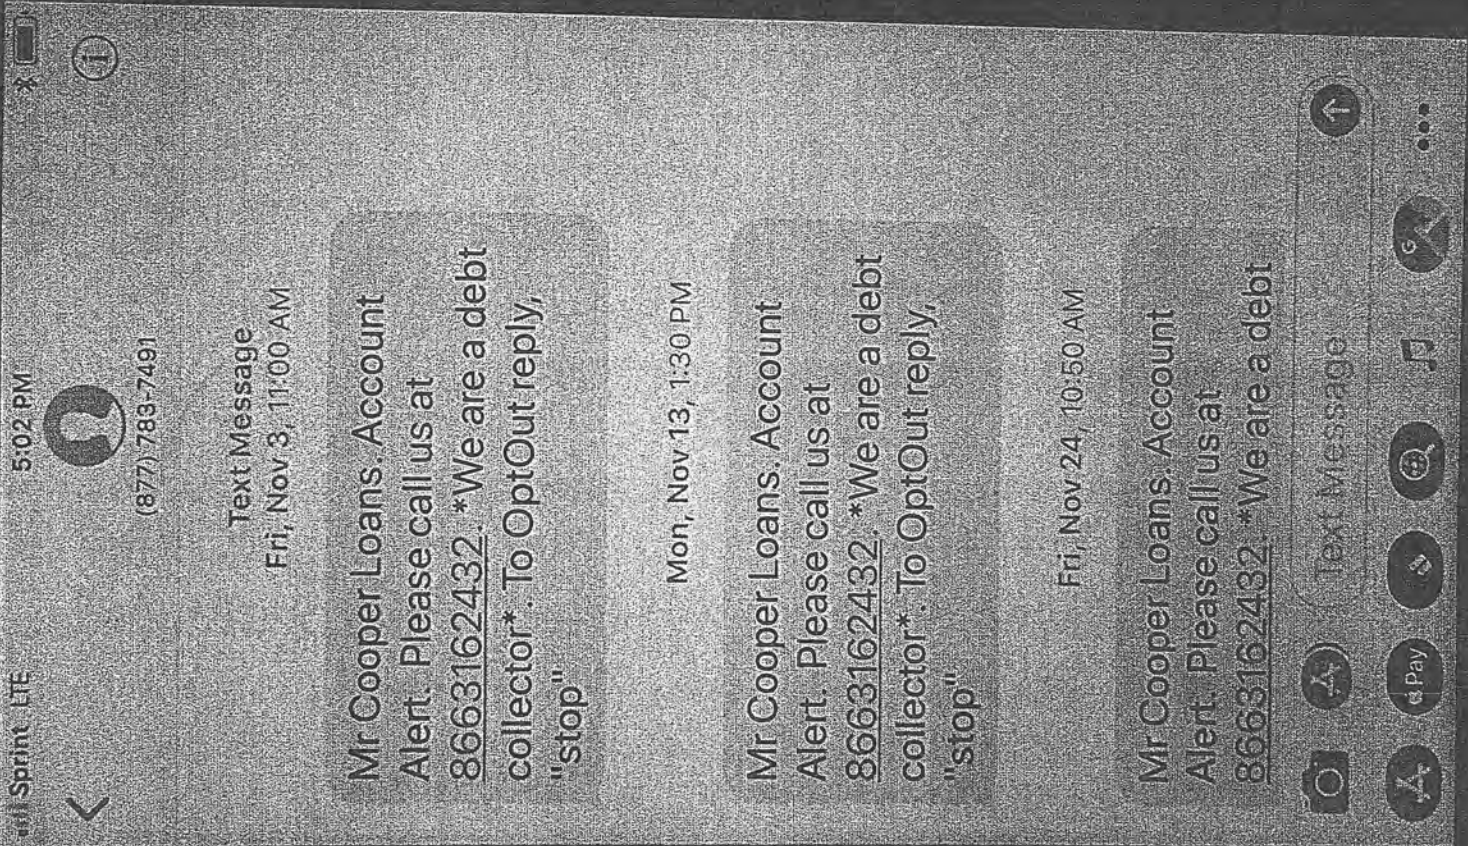 Sprint LTE 5:02 PM
(877) 783-7491
Text Message
Fri, Nov 3, 11:00 AM
Mr Cooper Loans. Account
Alert. Please call us at
8663162432. *We are a debt
collector*. To OptOut reply,
"stop"
Mon, Nov 13, 1:30 PM
Mr Cooper Loans. Account
Alert. Please call us at
8663162432. *We are a debt
collector*. To OptOut reply,
"stop"
Fri, Nov 24, 10:50 AM
Mr Cooper Loans. Account
Alert. Please call us at
8663162432. *We are a debt
Text Message
Pay
G